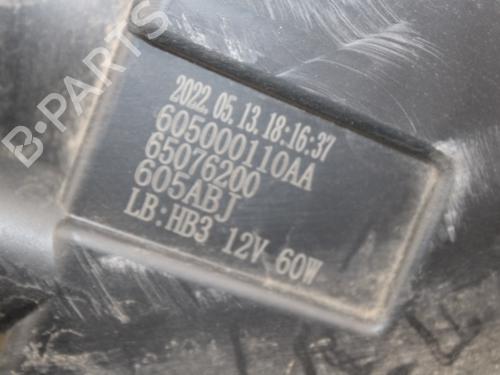 B-PARTS
2022.05.13.18:16:37
605000110AA
65076200
605ABJ
LB:HB3 12V 60W